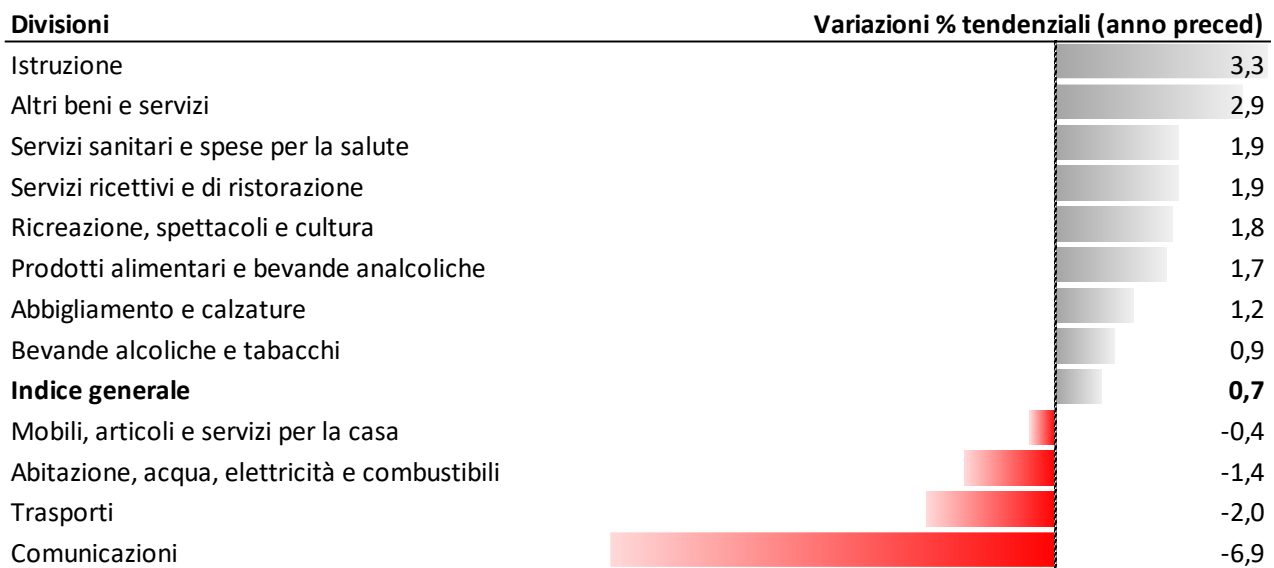 Divisioni Variazioni % tendenziali (anno preced)
Istruzione 3,3
Altri beni e servizi 2,9
Servizi sanitari e spese per la salute 1,9
Servizi ricettivi e di ristorazione 1,9
Ricreazione, spettacoli e cultura 1,8
Prodotti alimentari e bevande analcoliche 1,7
Abbigliamento e calzature 1,2
Bevande alcoliche e tabacchi 0,9
Indice generale 0,7
Mobili, articoli e servizi per la casa -0,4
Abitazione, acqua, elettricità e combustibili -1,4
Trasporti -2,0
Comunicazioni -6,9